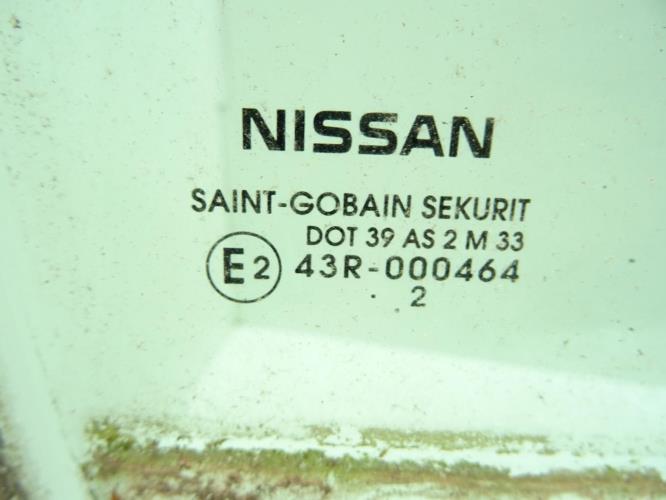 NISSAN
SAINT-GOBAIN SEKURIT
DOT 39 AS 2 M 33
E2 43R-000464
2